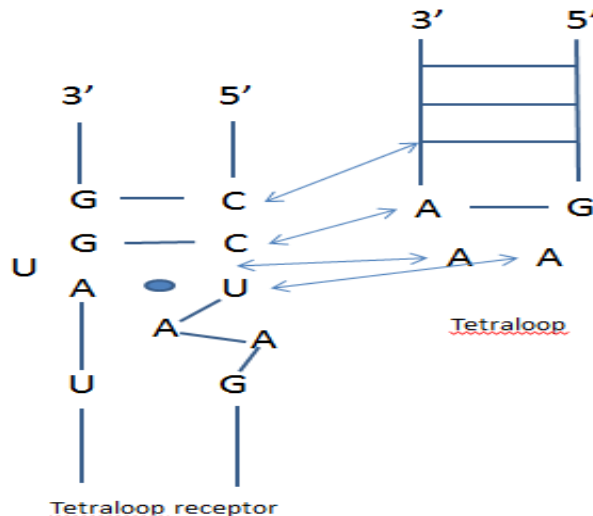 3’ 5’
3’ 5’
G C
A G
G C
U
A U
A A
Tetraloop
A A
U G
Tetraloop receptor